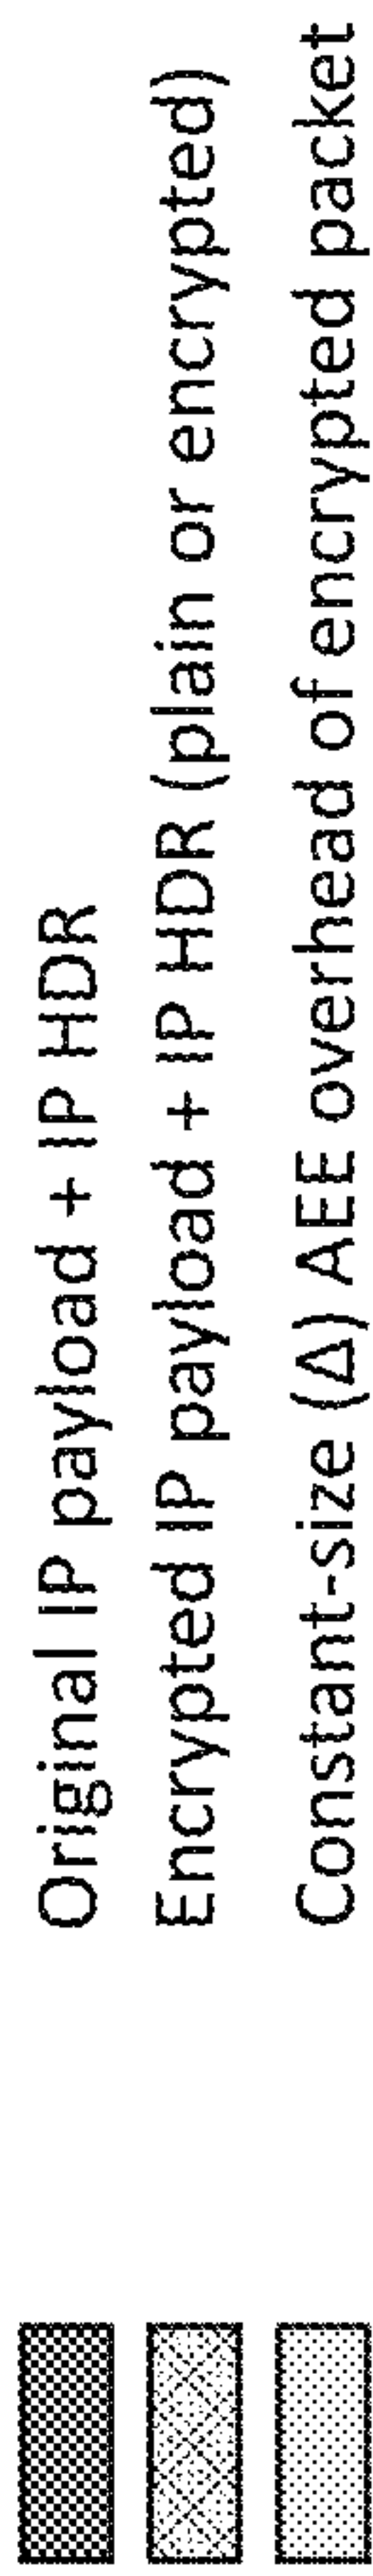 Original IP payload + IP HDR
Encrypted IP payload + IP HDR (plain or encrypted)
Constant-size (Δ) AEE overhead of encrypted packet